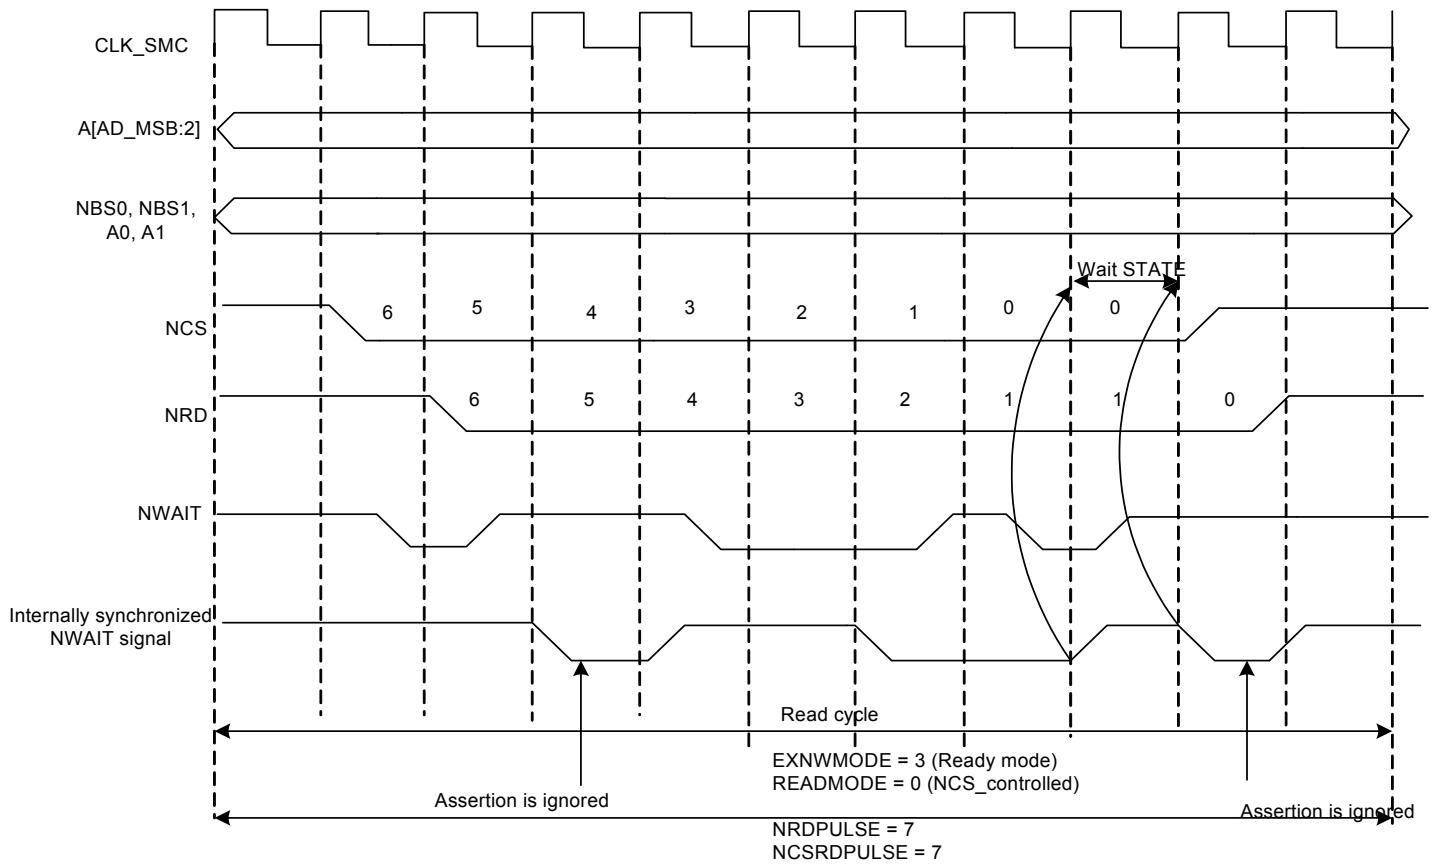 CLK_SMC
A[AD_MSB:2]
NBS0, NBS1,
A0, A1
Wait STATE
NCS
6 5 4 3 2 1 0 0
NRD
6 5 4 3 2 1 1 0
NWAIT
Internally synchronized
NWAIT signal
Read cycle
EXNWMODE = 3 (Ready mode)
READMODE = 0 (NCS_controlled)
Assertion is ignored
Assertion is ignored
NRDPULSE = 7
NCSRDPULSE = 7